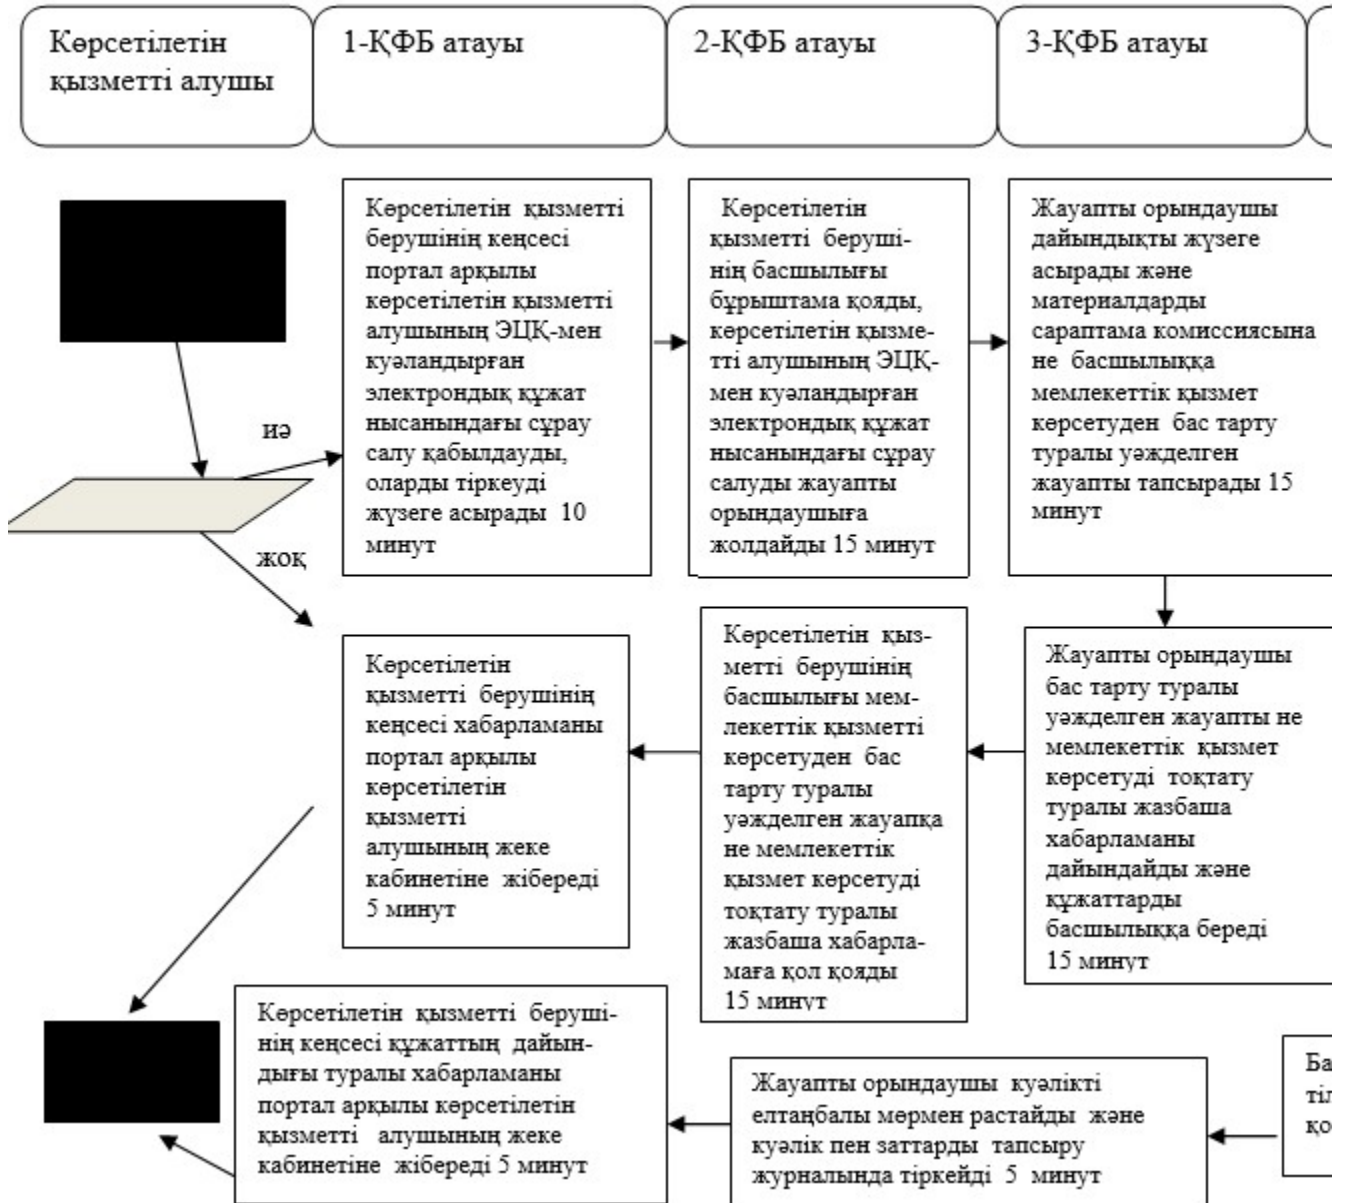 Көрсетілетін
қызметті алушы
1-ҚФБ атауы
2-ҚФБ атауы
3-ҚФБ атауы
Көрсетілетін қызметті
берушінің кеңсесі
портал арқылы
көрсетілетін қызметті
алушының ЭЦҚ-мен
куәландырған
электрондық құжат
нысанындағы сұрау
салу қабылдауды,
оларды тіркеуді
жүзеге асырады 10
минут
Көрсетілетін
қызметті беруші-
нің басшылығы
бұрыштама қояды,
көрсетілетін қызме-
тті алушының ЭЦҚ-
мен куәландырған
электрондық құжат
нысанындағы сұрау
салуды жауапты
орындаушыға
жолдайды 15 минут
Жауапты орындаушы
дайындықты жүзеге
асырады және
материалдарды
сараптама комиссиясына
не басшылыққа
мемлекеттік қызмет
көрсетуден бас тарту
туралы уәжделген
жауапты тапсырады 15
минут
иә
жоқ
Көрсетілетін
қызметті берушінің
кеңсесі хабарламаны
портал арқылы
көрсетілетін
қызметті
алушының жеке
кабинетіне жібереді
5 минут
Көрсетілетін қыз-
метті берушінің
басшылығы мем-
лекеттік қызметті
көрсетуден бас
тарту туралы
уәжделген жауапқа
не мемлекеттік
қызмет көрсетуді
тоқтату туралы
жазбаша хабарла-
маға қол қояды
15 минут
Жауапты орындаушы
бас тарту туралы
уәжделген жауапты не
мемлекеттік қызмет
көрсетуді тоқтату
туралы жазбаша
хабарламаны
дайындайды және
құжаттарды
басшылыққа береді
15 минут
Көрсетілетін қызметті беруші-
нің кеңсесі құжаттың дайын-
дығы туралы хабарламаны
портал арқылы көрсетілетін
қызметті алушының жеке
кабинетіне жібереді 5 минут
Жауапты орындаушы куәлікті
елтаңбалы мөрмен растайды және
куәлік пен заттарды тапсыру
журналында тіркейді 5 минут